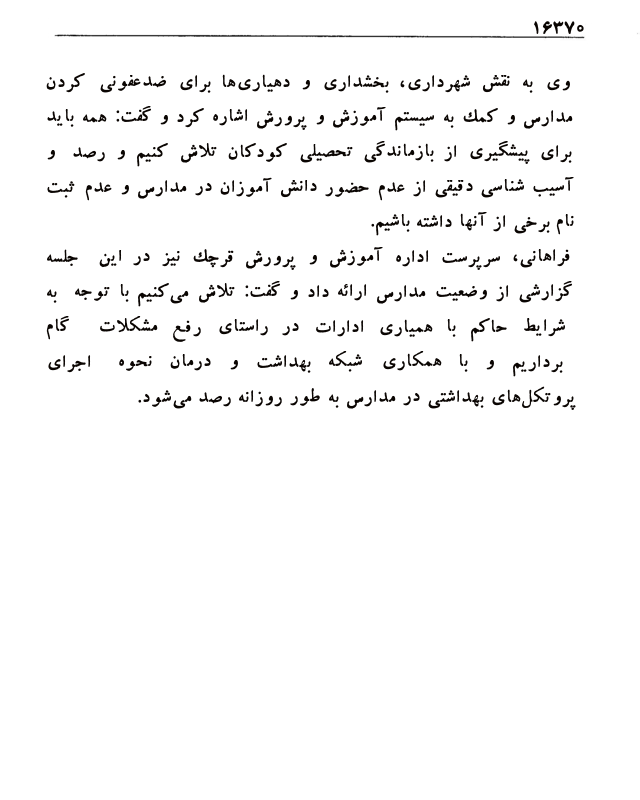 ۱۶۳۷۰
وی به نقش شهرداری، بخشداری و دهیاری‌ها برای ضدعفونی کردن
مدارس و کمك به سیستم آموزش و پرورش اشاره کرد و گفت: همه باید
برای پیشگیری از بازماندگی تحصیلی کودکان تلاش کنیم و رصد و
آسیب شناسی دقیقی از عدم حضور دانش آموزان در مدارس و عدم ثبت
نام برخی از آنها داشته باشیم.
فراهانی، سرپرست اداره آموزش و پرورش قرچك نیز در این جلسه
گزارشی از وضعیت مدارس ارائه داد و گفت: تلاش می‌کنیم با توجه به
شرایط حاکم با همیاری ادارات در راستای رفع مشکلات گام
برداریم و با همکاری شبکه بهداشت و درمان نحوه اجرای
پروتکل‌های بهداشتی در مدارس به طور روزانه رصد می‌شود.